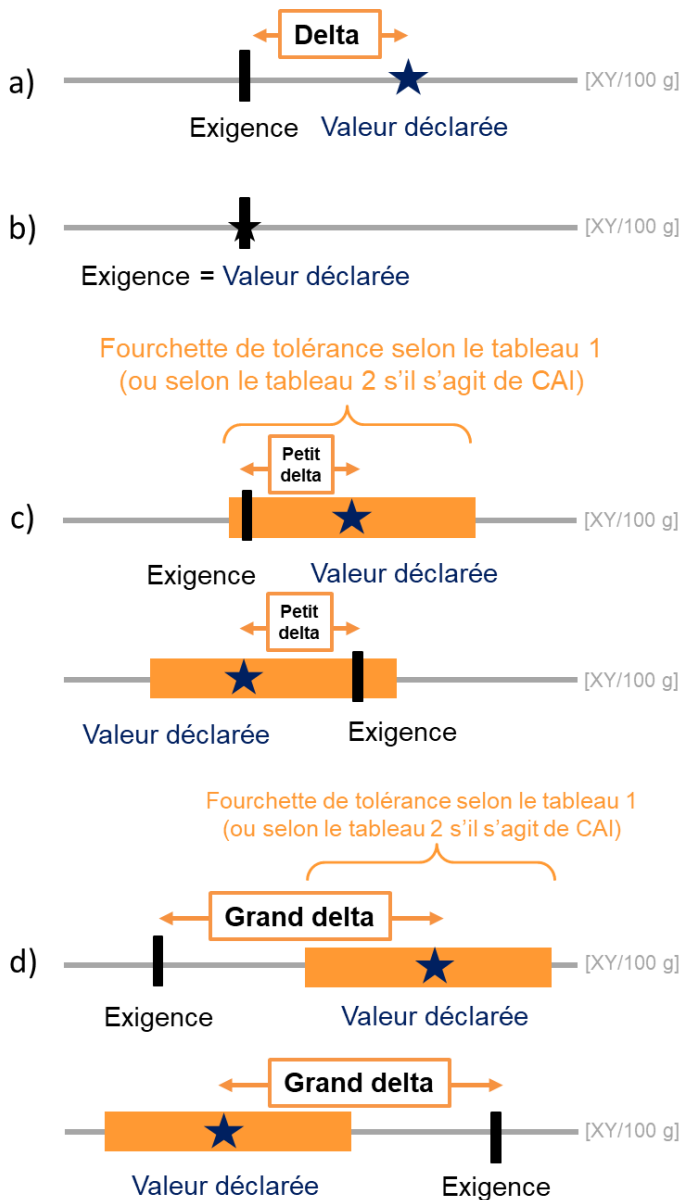 Delta
a)
[XY/100 g]
Exigence
Valeur déclarée
b)
[XY/100 g]
Exigence = Valeur déclarée
Fourchette de tolérance selon le tableau 1
(ou selon le tableau 2 s'il s'agit de CAI)
Petit
delta
c)
[XY/100 g]
Exigence
Valeur déclarée
Petit
delta
[XY/100 g]
Valeur déclarée
Exigence
Fourchette de tolérance selon le tableau 1
(ou selon le tableau 2 s'il s'agit de CAI)
Grand delta
d)
[XY/100 g]
Exigence
Valeur déclarée
Grand delta
[XY/100 g]
Valeur déclarée
Exigence